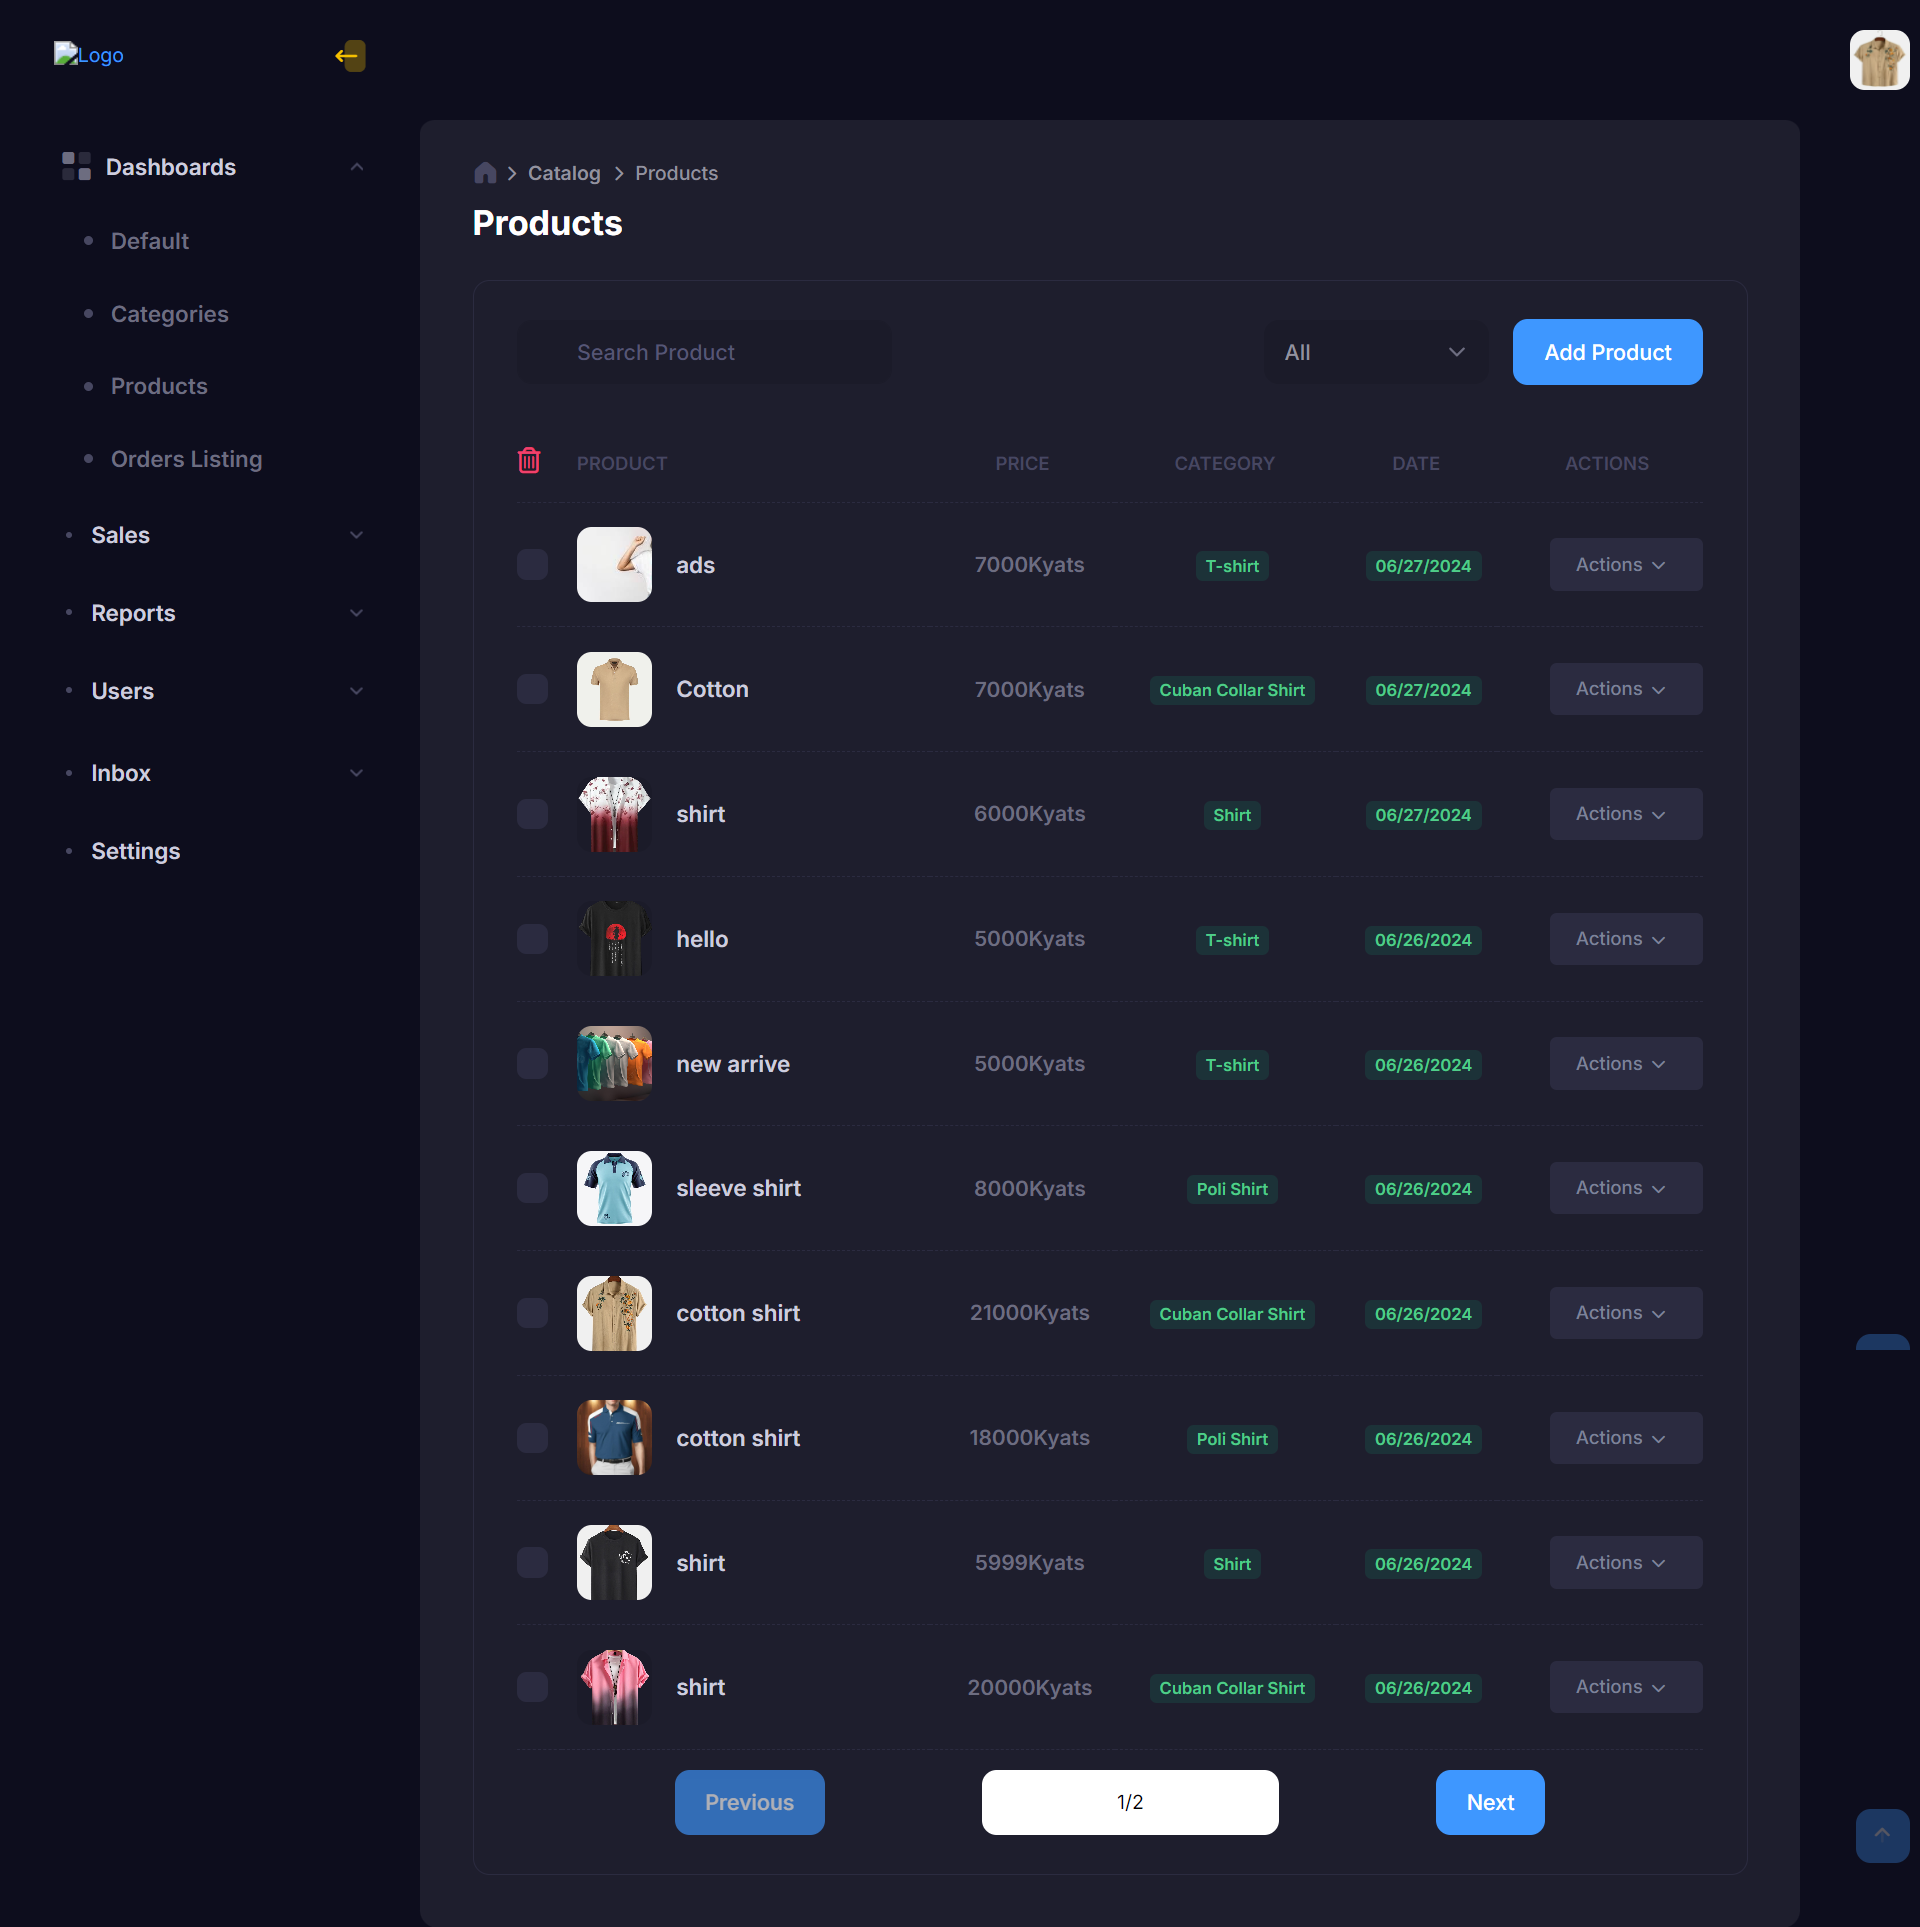 Logo
Dashboards
Default
Categories
Products
Orders Listing
Sales
Reports
Users
Inbox
Settings
Catalog Products
Products
Search Product All Add Product
PRODUCT PRICE CATEGORY DATE ACTIONS
ads 7000Kyats T-shirt 06/27/2024 Actions
Cotton 7000Kyats Cuban Collar Shirt 06/27/2024 Actions
shirt 6000Kyats Shirt 06/27/2024 Actions
hello 5000Kyats T-shirt 06/26/2024 Actions
new arrive 5000Kyats T-shirt 06/26/2024 Actions
sleeve shirt 8000Kyats Poli Shirt 06/26/2024 Actions
cotton shirt 21000Kyats Cuban Collar Shirt 06/26/2024 Actions
cotton shirt 18000Kyats Poli Shirt 06/26/2024 Actions
shirt 5999Kyats Shirt 06/26/2024 Actions
shirt 20000Kyats Cuban Collar Shirt 06/26/2024 Actions
Previous 1/2 Next